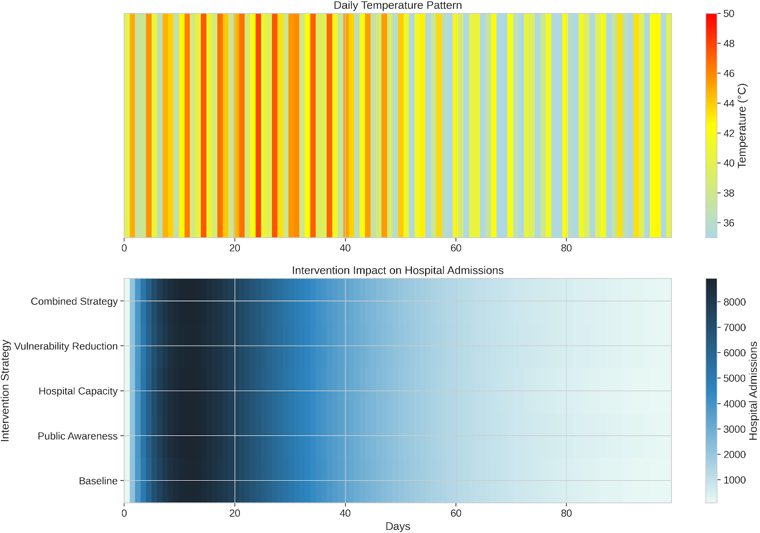 Daily Temperature Pattern
50
48
46
44
42
40
38
36
Temperature (°C)
0 20 40 60 80
Intervention Impact on Hospital Admissions
Combined Strategy
Vulnerability Reduction
Hospital Capacity
Public Awareness
Baseline
Intervention Strategy
0 20 40 60 80
Days
8000
7000
6000
5000
4000
3000
2000
1000
Hospital Admissions